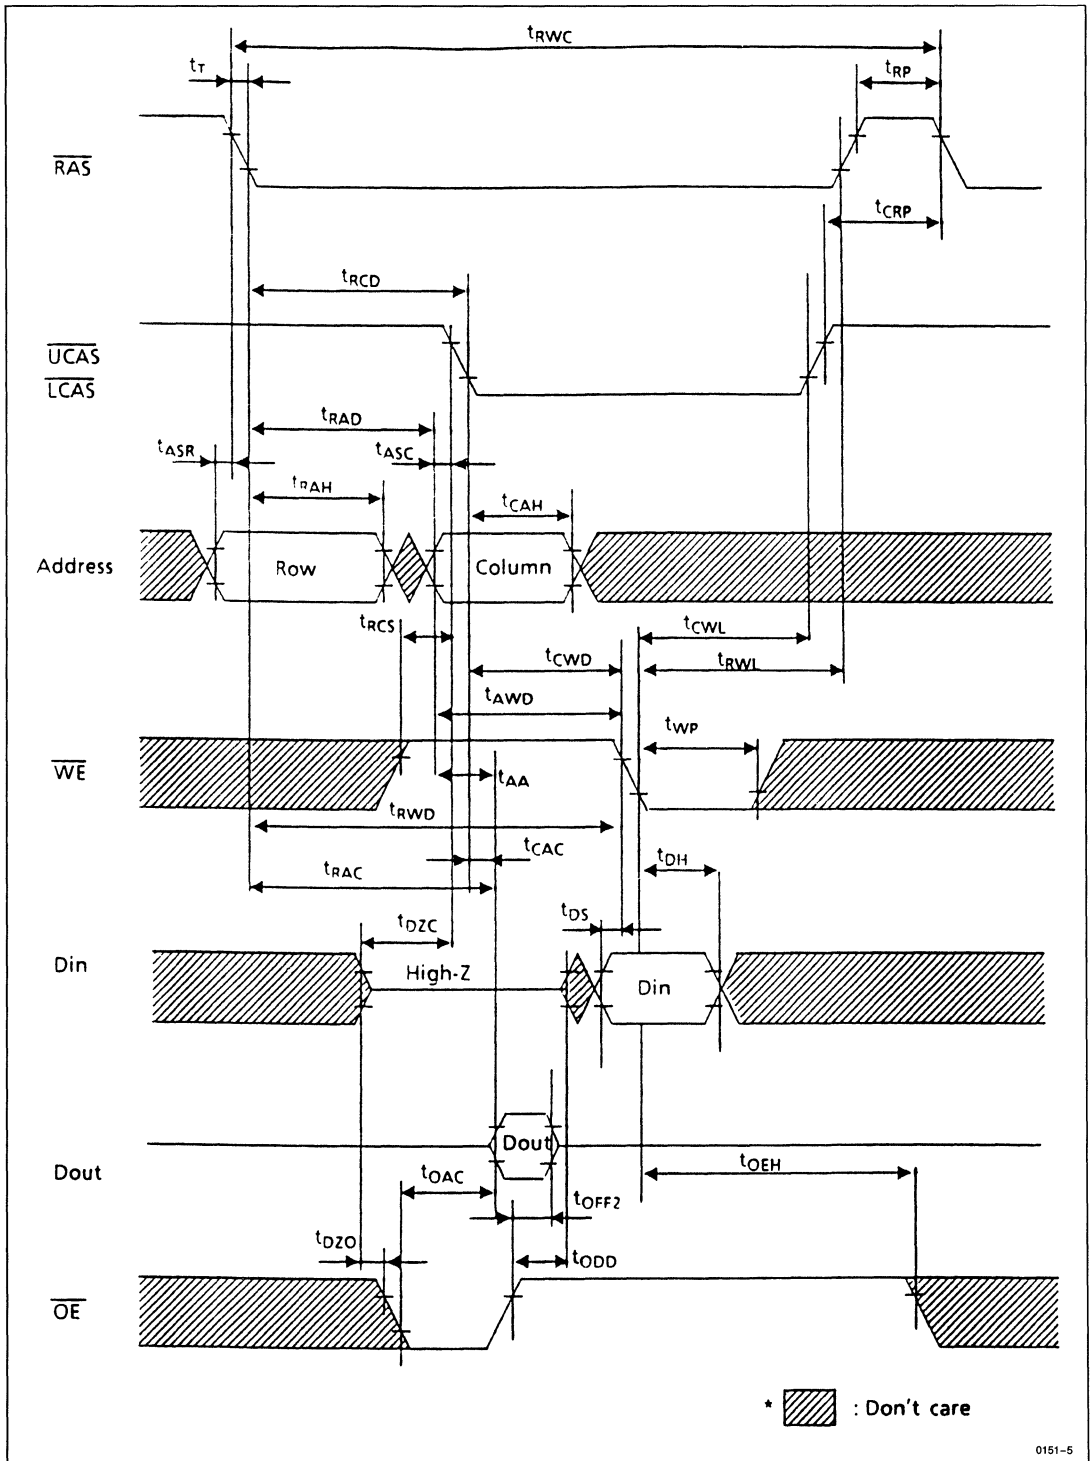 tRWC
tT
tRP
RAS
tCRP
tRCD
UCAS
LCAS
tRAD
tASR
tASC
tRAH
tCAH
Address
Row
Column
tRCS
tCWL
tCWD
tRWL
tAWD
tWP
WE
tAA
tRWD
tCAC
tDH
tRAC
tDS
tDZC
Din
High-Z
Din
Dout
Dout
tOEH
tOAC
tOFF2
tDZO
tODD
OE
* : Don't care
0151-5